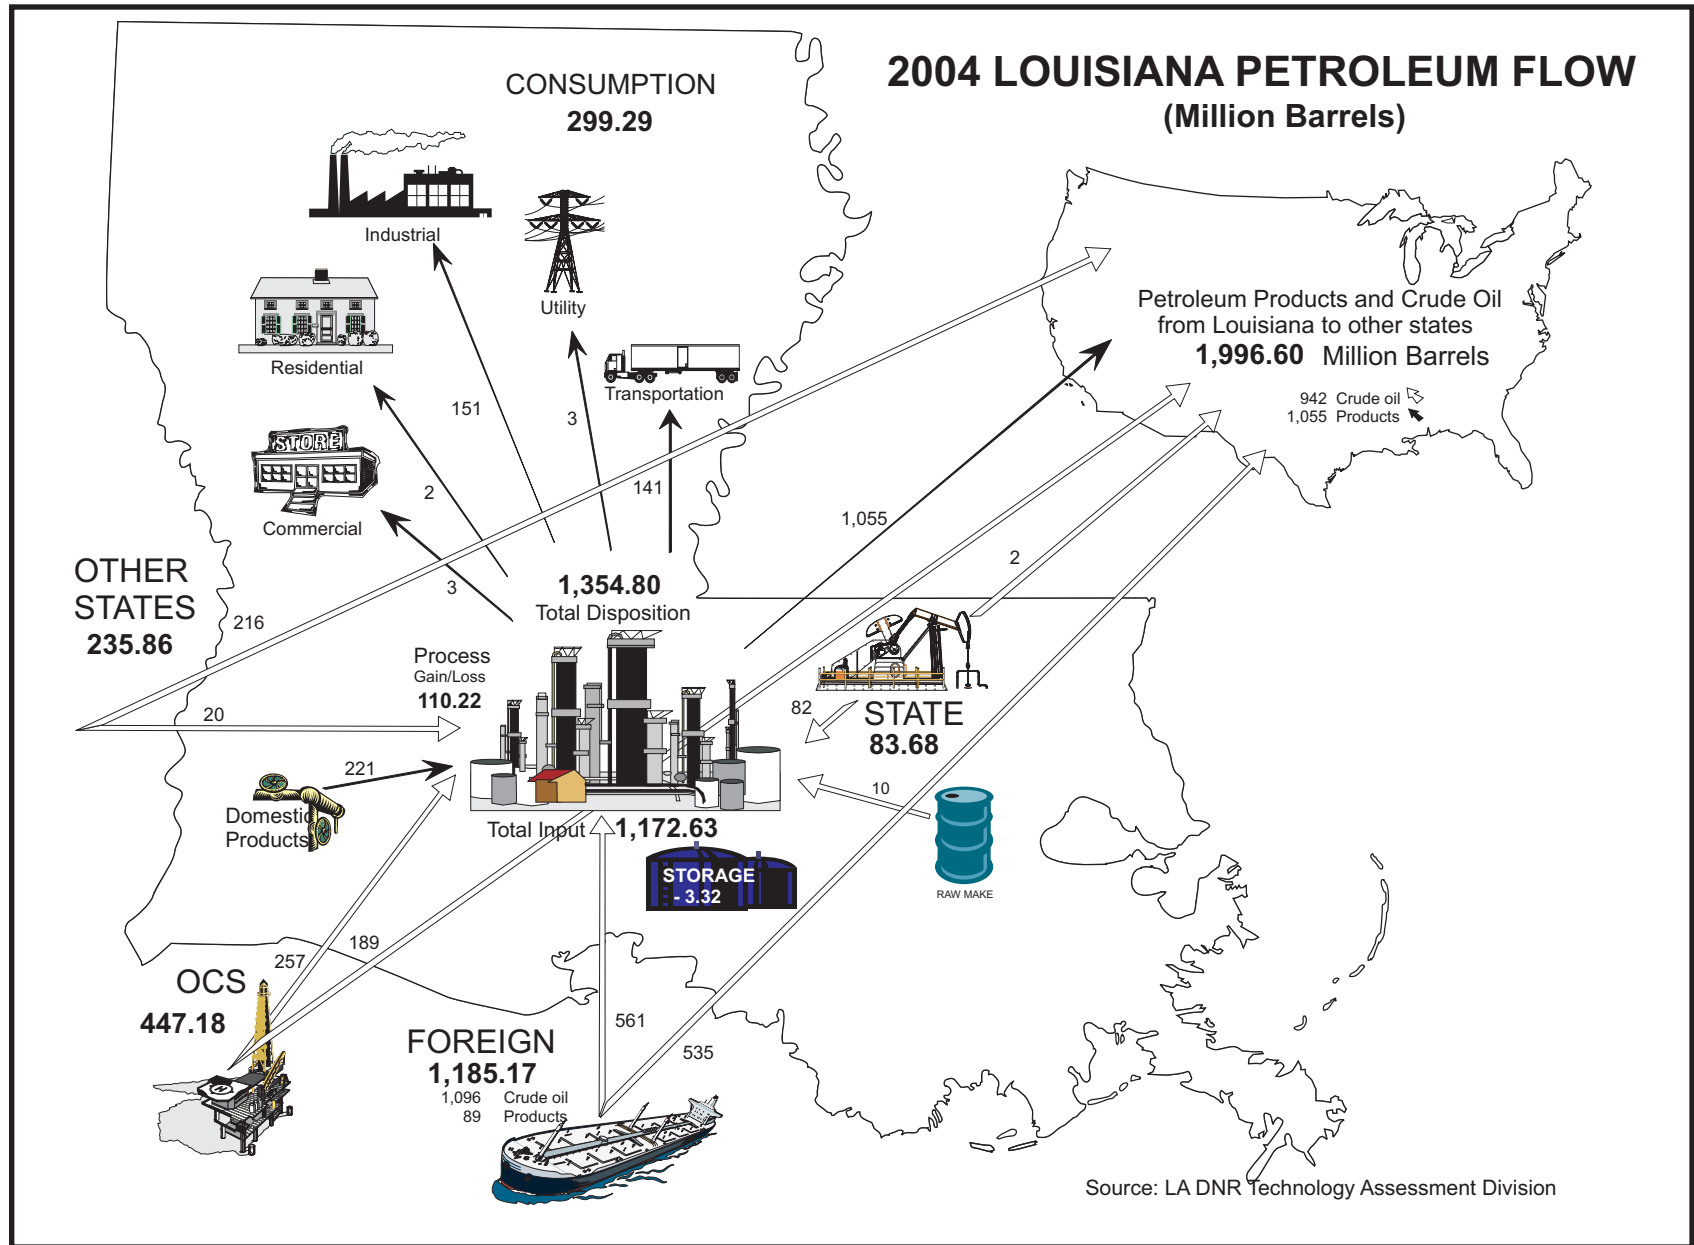 2004 LOUISIANA PETROLEUM FLOW
(Million Barrels)
CONSUMPTION
299.29
Industrial
Utility
Residential
Transportation
STORE
Commercial
151
3
2
141
3
Petroleum Products and Crude Oil
from Louisiana to other states
1,996.60 Million Barrels
942 Crude oil
1,055 Products
1,055
2
OTHER
STATES
235.86
216
20
1,354.80
Total Disposition
Process
Gain/Loss
110.22
82
STATE
83.68
221
Domestic
Products
10
RAW MAKE
Total Input 1,172.63
STORAGE
- 3.32
189
257
OCS
447.18
H
561
535
FOREIGN
1,185.17
1,096 Crude oil
89 Products
Source: LA DNR Technology Assessment Division